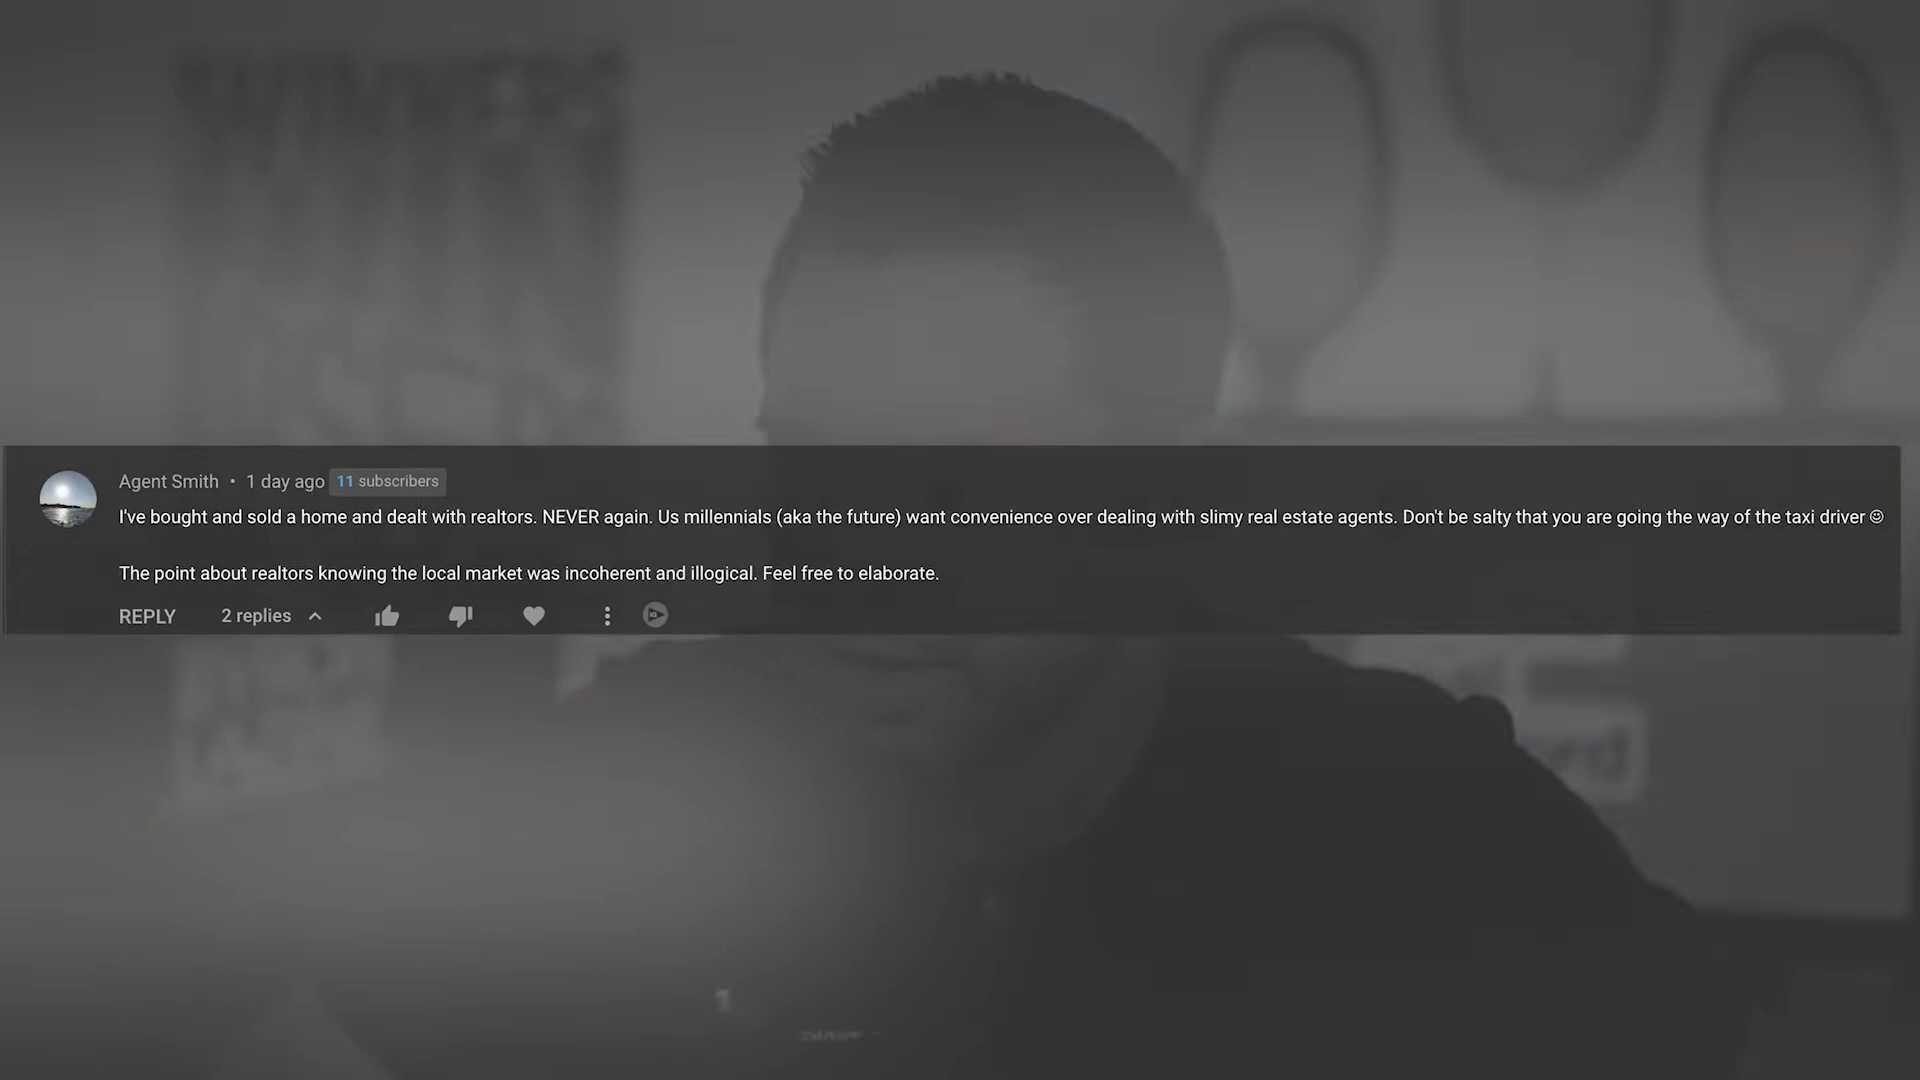 Agent Smith • 1 day ago 11 subscribers
I've bought and sold a home and dealt with realtors. NEVER again. Us millennials (aka the future) want convenience over dealing with slimy real estate agents. Don't be salty that you are going the way of the taxi driver ☺
The point about realtors knowing the local market was incoherent and illogical. Feel free to elaborate.
REPLY 2 replies